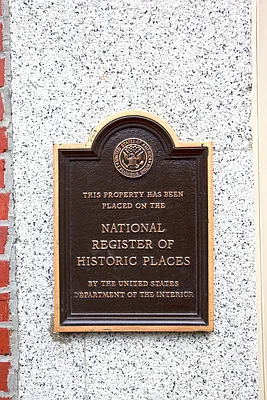 THIS PROPERTY HAS BEEN
PLACED ON THE
NATIONAL
REGISTER OF
HISTORIC PLACES
BY THE UNITED STATES
DEPARTMENT OF THE INTERIOR